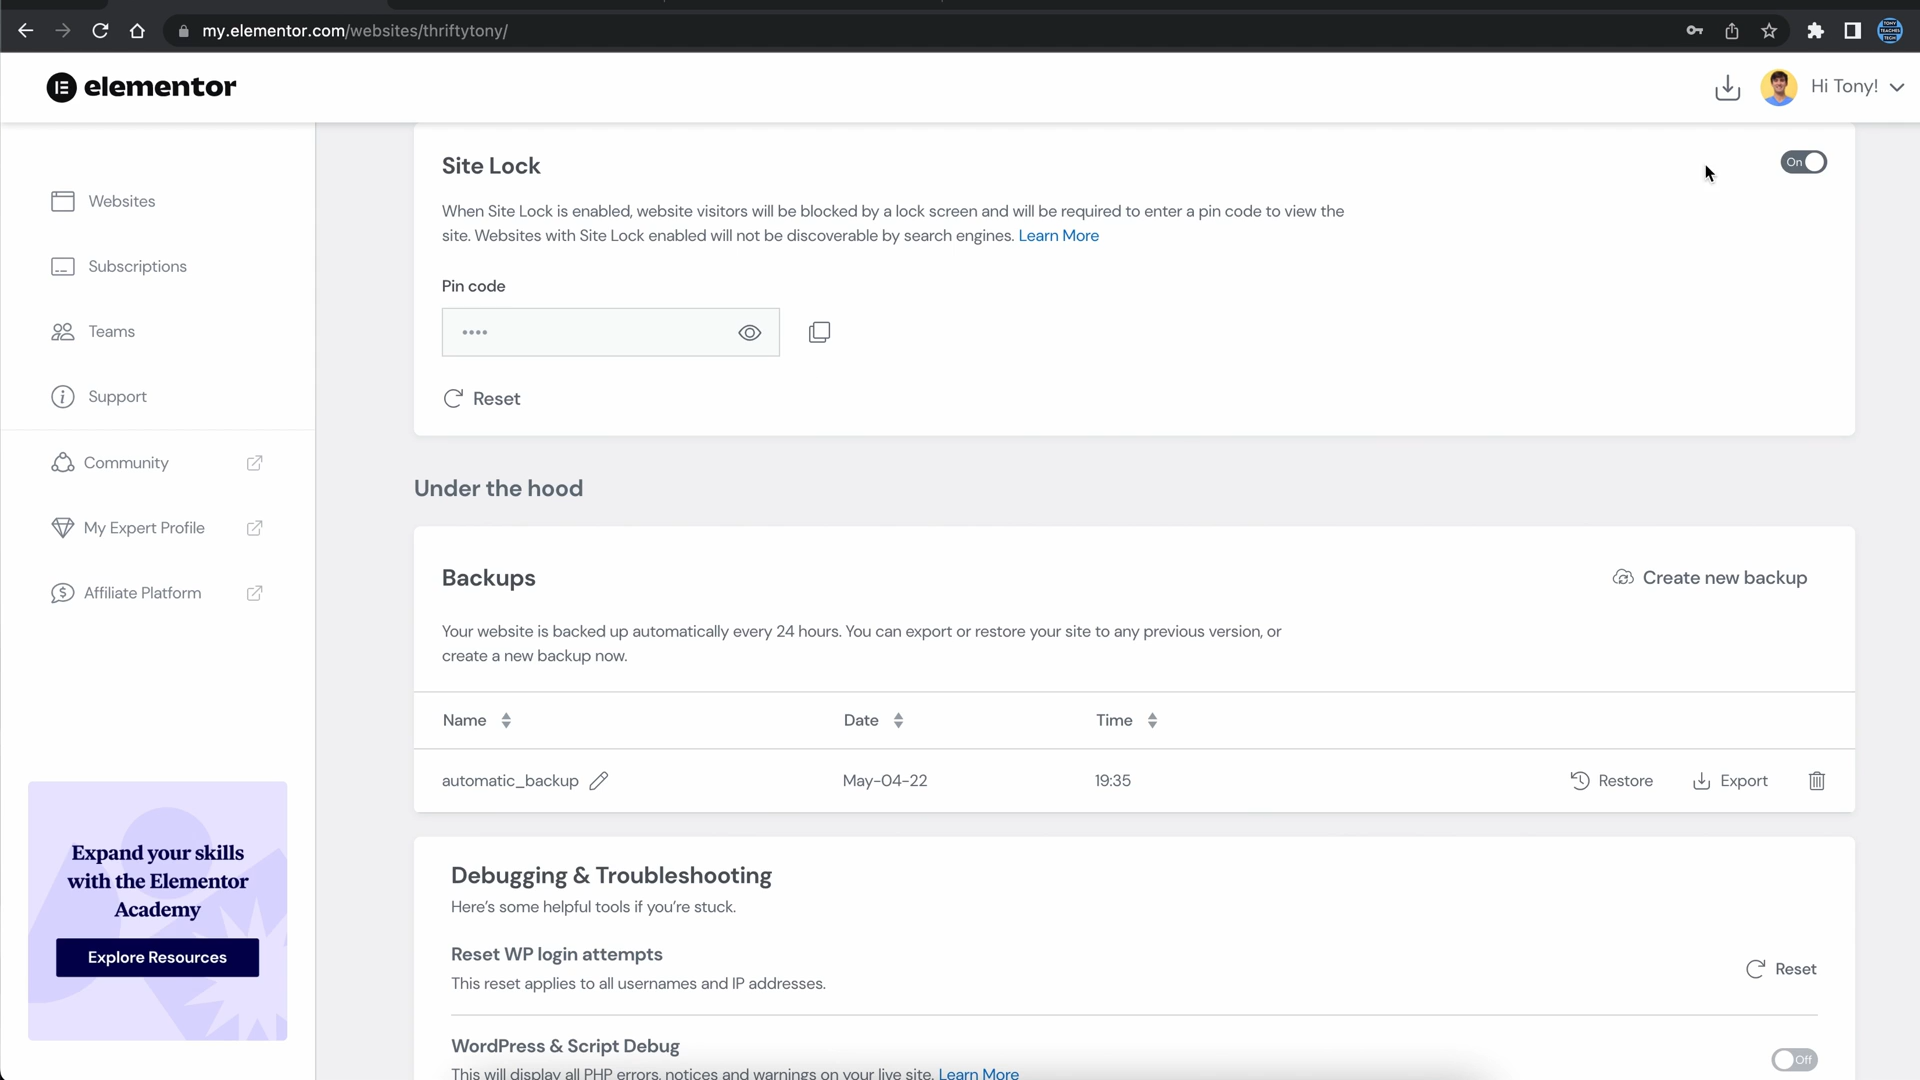 my.elementor.com/websites/thriftytony/
elementor
Hi Tony!
Websites
Subscriptions
Teams
Support
Community
My Expert Profile
Affiliate Platform
Expand your skills
with the Elementor
Academy
Explore Resources
Site Lock
On
When Site Lock is enabled, website visitors will be blocked by a lock screen and will be required to enter a pin code to view the
site. Websites with Site Lock enabled will not be discoverable by search engines. Learn More
Pin code
••••
Reset
Under the hood
Backups
Create new backup
Your website is backed up automatically every 24 hours. You can export or restore your site to any previous version, or
create a new backup now.
Name Date Time
automatic_backup May-04-22 19:35 Restore Export
Debugging & Troubleshooting
Here's some helpful tools if you're stuck.
Reset WP login attempts
This reset applies to all usernames and IP addresses.
Reset
WordPress & Script Debug
Off
This will display all PHP errors, notices and warnings on your live site. Learn More